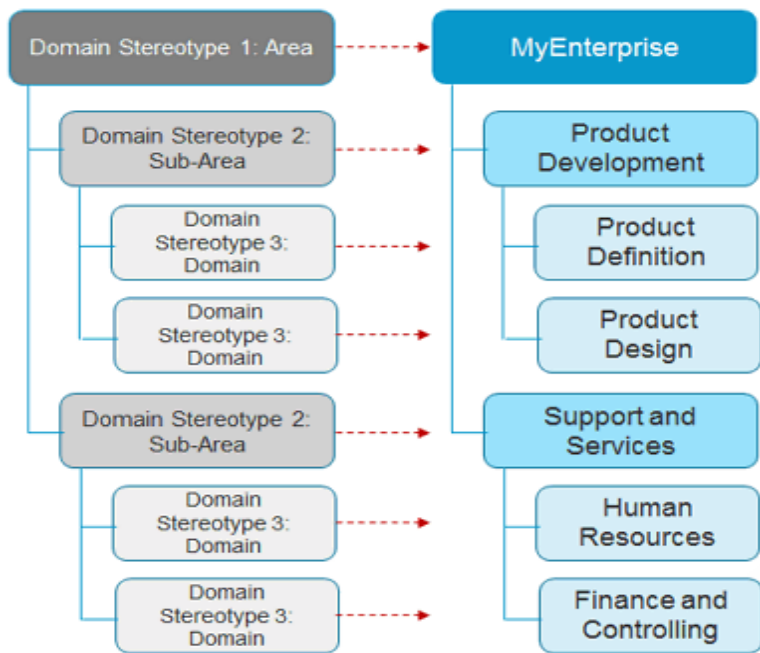 Domain Stereotype 1: Area
MyEnterprise
Domain Stereotype 2:
Sub-Area
Product
Development
Domain
Stereotype 3:
Domain
Product
Definition
Domain
Stereotype 3:
Domain
Product
Design
Domain Stereotype 2:
Sub-Area
Support and
Services
Domain
Stereotype 3:
Domain
Human
Resources
Domain
Stereotype 3:
Domain
Finance and
Controlling